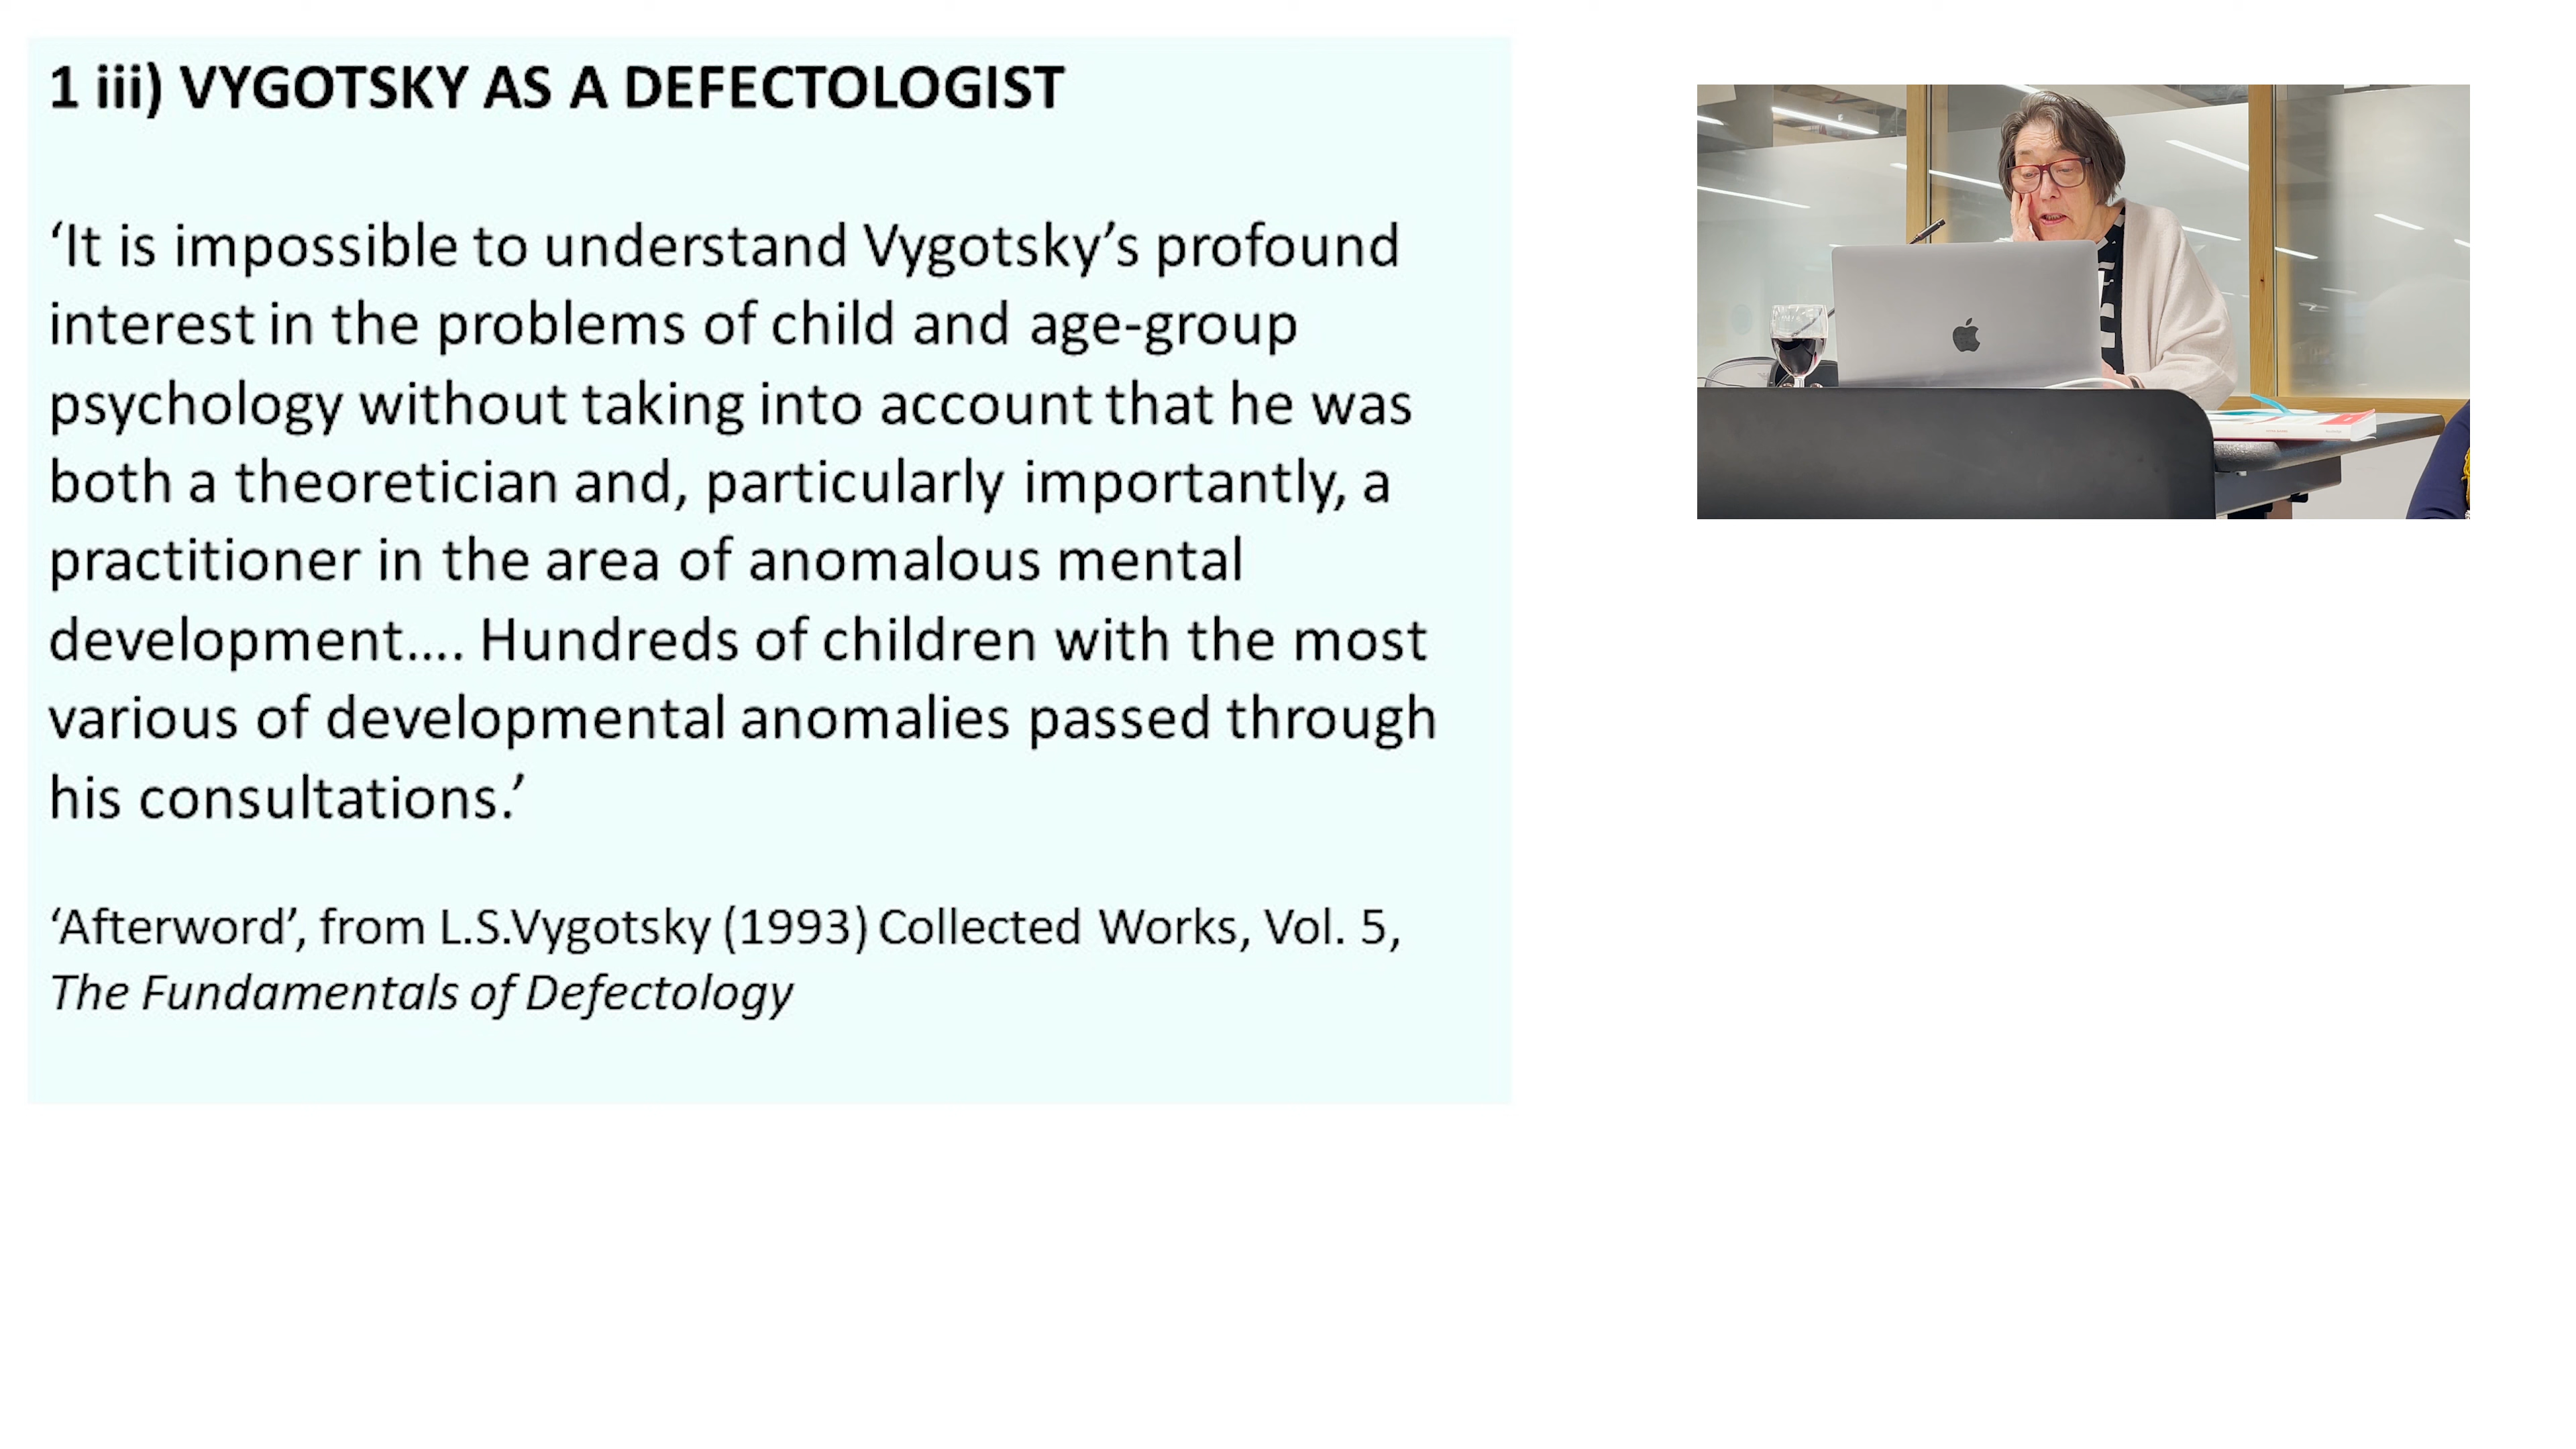 1 iii) VYGOTSKY AS A DEFECTOLOGIST
‘It is impossible to understand Vygotsky’s profound
interest in the problems of child and age-group
psychology without taking into account that he was
both a theoretician and, particularly importantly, a
practitioner in the area of anomalous mental
development.... Hundreds of children with the most
various of developmental anomalies passed through
his consultations.’
‘Afterword’, from L.S.Vygotsky (1993) Collected Works, Vol. 5,
The Fundamentals of Defectology